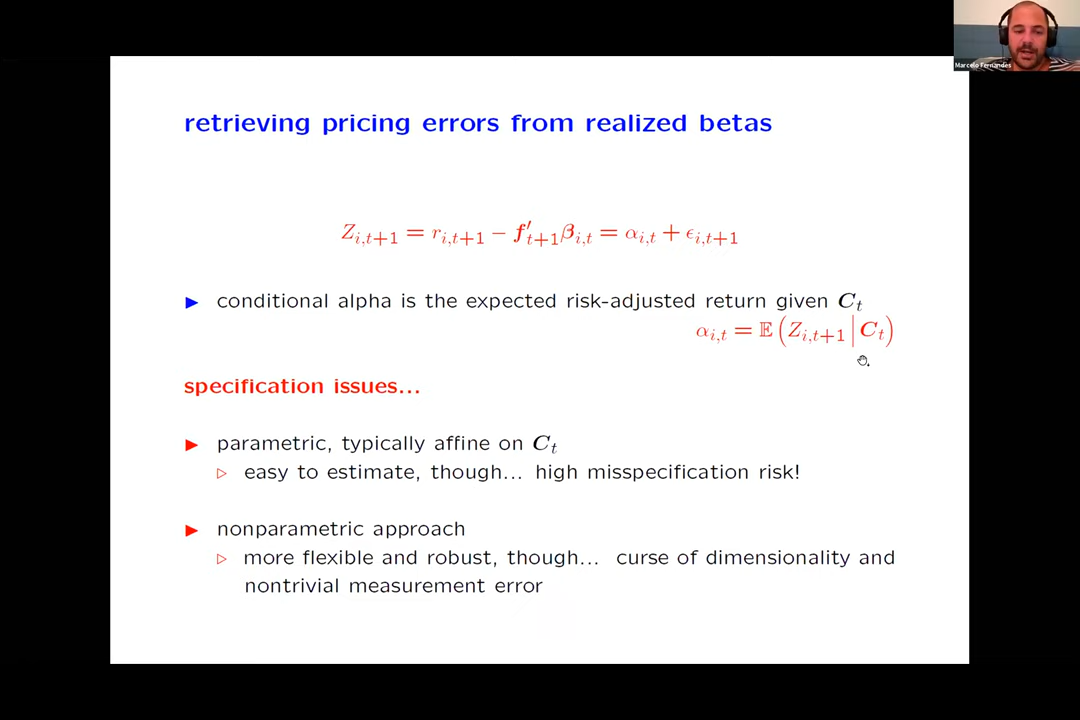 Marcelo Fernandes
retrieving pricing errors from realized betas
Z_{i,t+1} = r_{i,t+1} − f′_{t+1}β_{i,t} = α_{i,t} + ϵ_{i,t+1}
► conditional alpha is the expected risk-adjusted return given C_t
α_{i,t} = 𝔼(Z_{i,t+1}|C_t)
specification issues...
► parametric, typically affine on C_t
▷ easy to estimate, though... high misspecification risk!
► nonparametric approach
▷ more flexible and robust, though... curse of dimensionality and
nontrivial measurement error